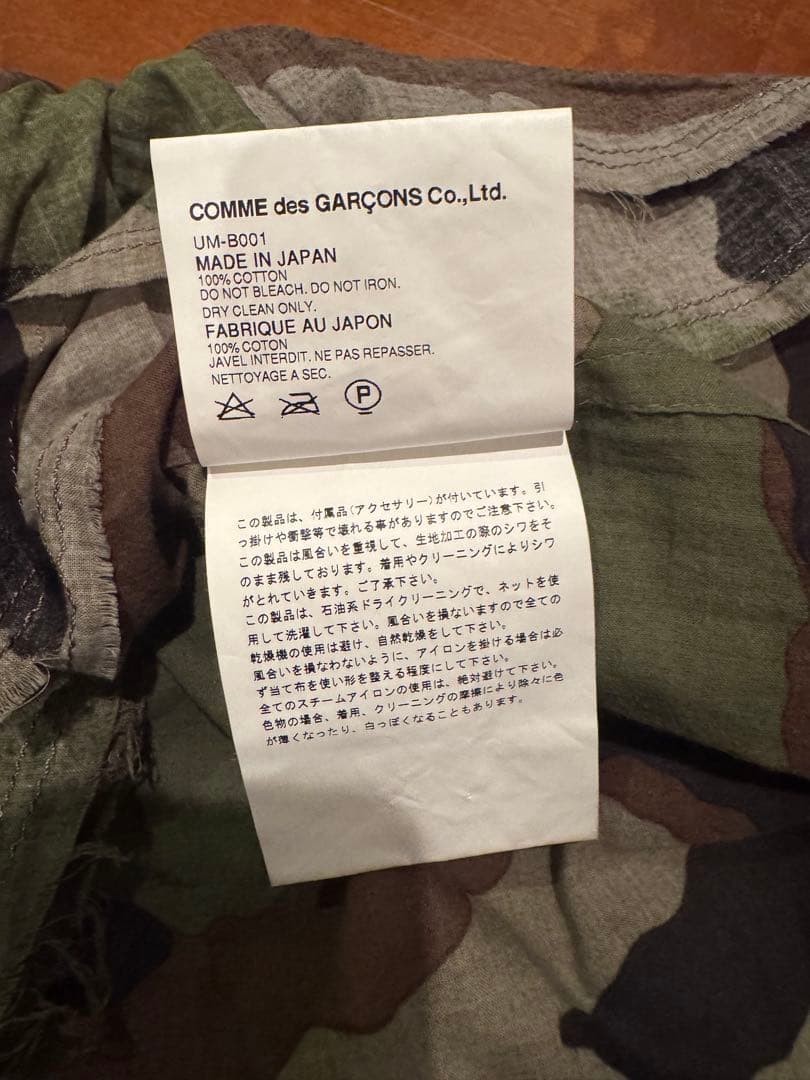 COMME des GARÇONS Co.,Ltd.
UM-B001
MADE IN JAPAN
100% COTTON
DO NOT BLEACH. DO NOT IRON.
DRY CLEAN ONLY.
FABRIQUE AU JAPON
100% COTON
JAVEL INTERDIT. NE PAS REPASSER.
NETTOYAGE A SEC.
P
この製品は、付属品(アクセサリー)が付いています。引
っ掛けや衝撃等で壊れる事がありますのでご注意下さい。
この製品は風合いを重視して、生地加工の際のシワをそ
のまま残しております。着用やクリーニングによりシワ
がとれていきます。ご了承下さい。
この製品は、石油系ドライクリーニングで、ネットを使
用して洗濯して下さい。風合いを損ないますので全ての
乾燥機の使用は避け、自然乾燥をして下さい。
風合いを損なわないように、アイロンを掛ける場合は必
ず当て布を使い形を整える程度にして下さい。
全てのスチームアイロンの使用は、絶対避けて下さい。
色物の場合、着用、クリーニングの摩擦により除々に色
が薄くなったり、白っぽくなることもあります。